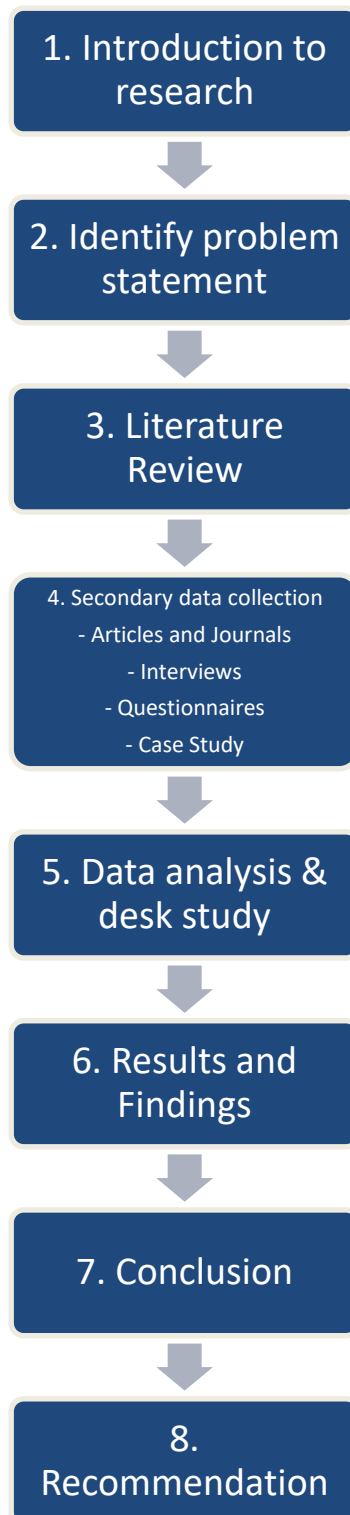 1. Introduction to
research
2. Identify problem
statement
3. Literature
Review
4. Secondary data collection
- Articles and Journals
- Interviews
- Questionnaires
- Case Study
5. Data analysis &
desk study
6. Results and
Findings
7. Conclusion
8.
Recommendation